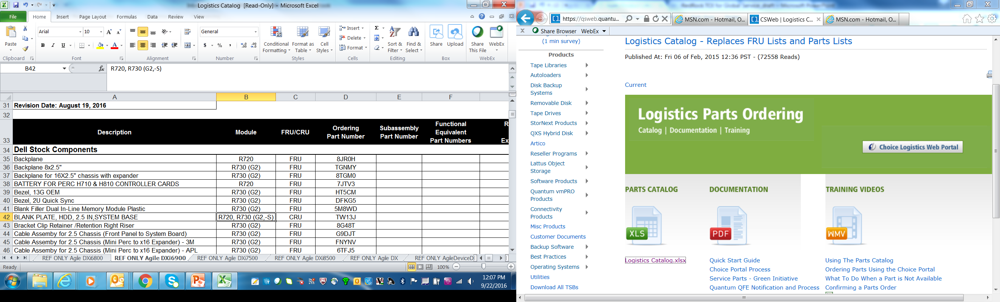 Logistics Catalog [Read-Only] - Microsoft Excel
File Home Insert Page Layout Formulas Data Review View
Paste
Arial 10
General
B I U
$ % ,
Conditional Formatting
Format as Table
Cell Styles
Insert
Delete
Format
Sort & Filter
Find & Select
Share
Upload
Share This File
WebEx
Clipboard Font Alignment Number Styles Cells Editing Box WebEx
B42 fx R720, R730 (G2,-S)
A B C D E F
31 Revision Date: August 19, 2016
32
33 Description Module FRU/CRU Ordering Part Number Subassembly Part Number Functional Equivalent Part Numbers R Ex
34 Dell Stock Components
35 Backplane R720 FRU 8JR0H
36 Backplane 8x2.5" R730 (G2) FRU TGNMY
37 Backplane for 16X2.5" chassis with expander R730 (G2) FRU 8TGM0
38 BATTERY FOR PERC H710 & H810 CONTROLLER CARDS R720 FRU 7JTV3
39 Bezel, 13G OEM R730 (G2) FRU HT5CM
40 Bezel, 2U Quick Sync R730 (G2) FRU DFKG5
41 Blank Filler Dual In-Line Memory Module Plastic R730 (G2) FRU 5M8WD
42 BLANK PLATE, HDD, 2.5 IN,SYSTEM BASE R720, R730 (G2,-S) CRU TW13J
43 Bracket Clip Retainer /Retention Right Riser R730 (G2) FRU 8G48T
44 Cable Assemby for 2.5 Chassis (Front Panel to System Board) R730 (G2) FRU G9DJT
45 Cable Assemby for 2.5 Chassis (Mini Perc to x16 Expander) - 3M R730 (G2) FRU FNYNV
46 Cable Assemby for 2.5 Chassis (Mini Perc to x16 Expander) - APL R730 (G2) FRU 6TFJ5
REF ONLY Agile DXi6800 REF ONLY Agile DXi6900 REF ONLY Agile DXi7500 REF ONLY Agile DXi8500 REF ONLY Agile DX REF ONLY AgileDeviceD
Ready 100%
12:07 PM
9/22/2016
https://qsweb.quantu...
MSN.com - Hotmail, O...
CSWeb | Logistics C...
MSN.com - Hotmail, O...
x Share Browser WebEx
(1 min survey)
Products
Tape Libraries
Autoloaders
Disk Backup
Systems
Removable Disk
Tape Drives
StorNext Products
QXS Hybrid Disk
Artico
Reseller Programs
Lattus Object
Storage
Software Products
Quantum vmPRO
Products
Connectivity
Products
Misc Products
Customer Documents
Backup Software
Best Practices
Operating Systems
Utilities
Download All TSBs
Logistics Catalog - Replaces FRU Lists and Parts Lists
Published At: Fri 06 of Feb, 2015 12:36 PST - (72558 Reads)
Current
Logistics Parts Ordering
Catalog | Documentation | Training
Choice Logistics Web Portal
PARTS CATALOG DOCUMENTATION TRAINING VIDEOS
XLS PDF WMV
Logistics Catalog.xlsx Quick Start Guide Using The Parts Catalog
Choice Portal Process Ordering Parts Using the Choice Portal
Service Parts - Green Initiative What To Do When a Part is Not Available
Quantum QFE Notification and Process Confirming a Parts Order